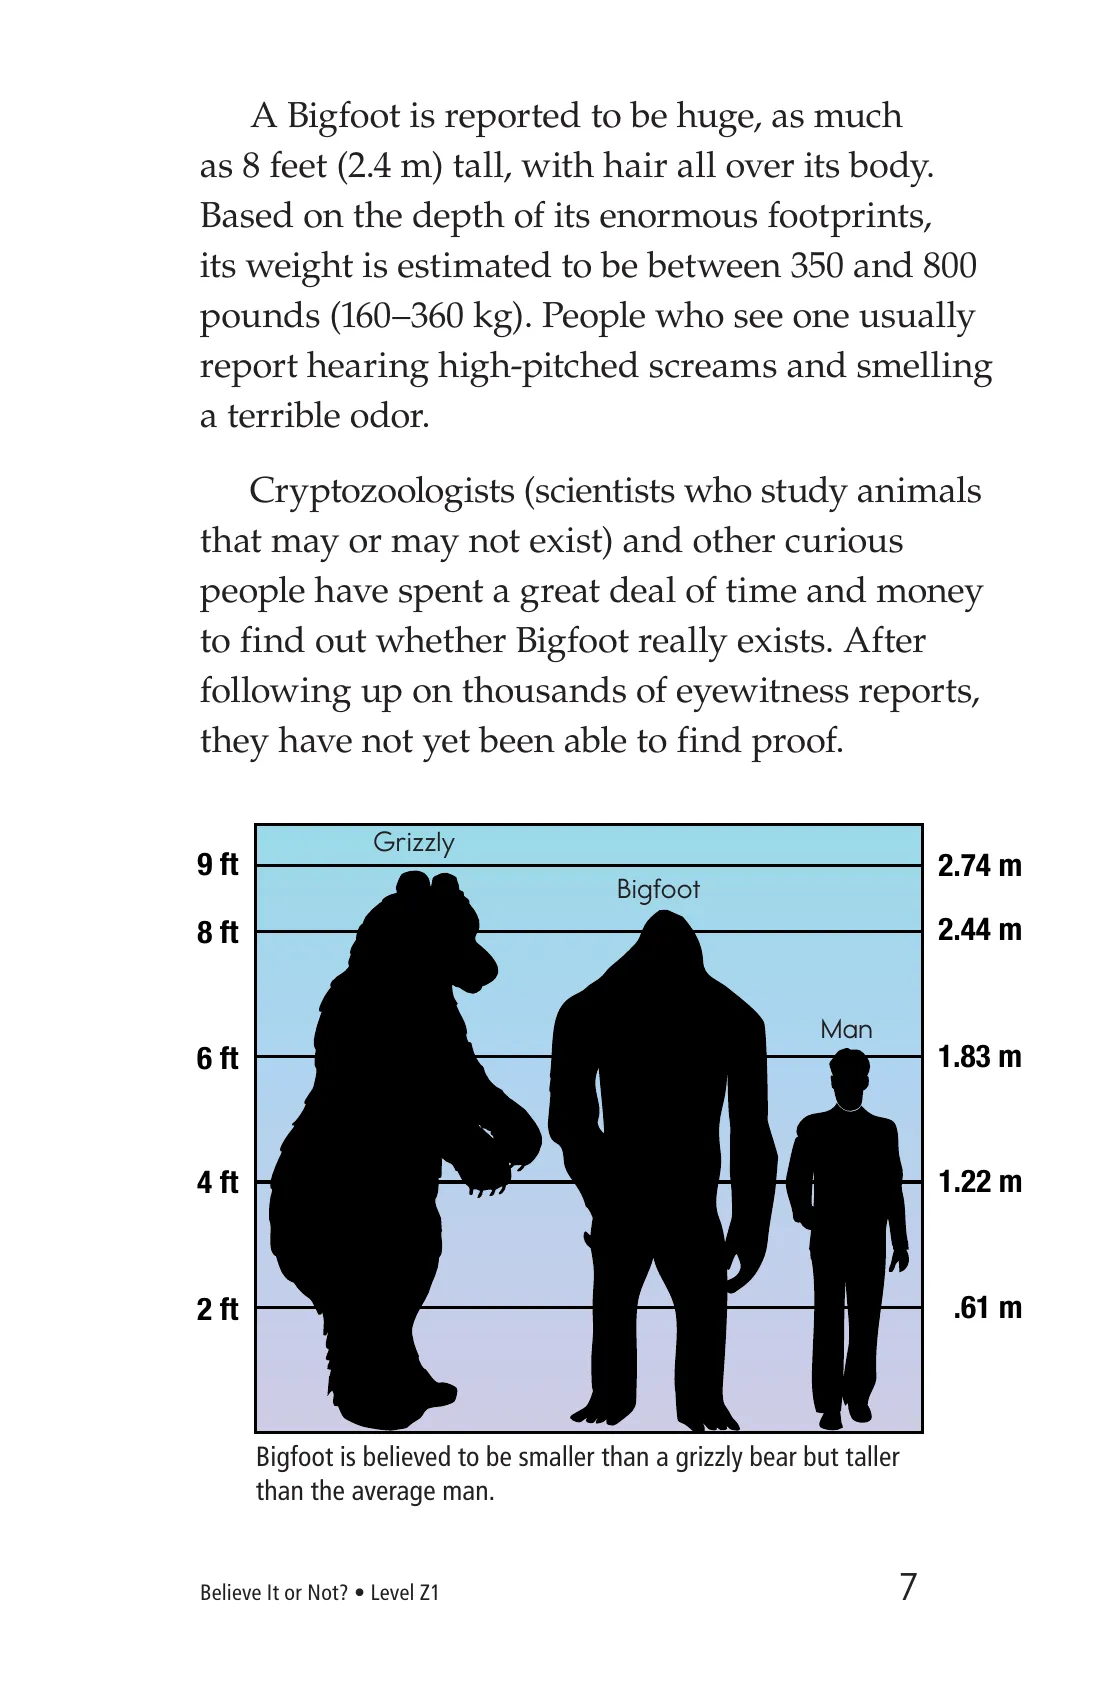 A Bigfoot is reported to be huge, as much
as 8 feet (2.4 m) tall, with hair all over its body.
Based on the depth of its enormous footprints,
its weight is estimated to be between 350 and 800
pounds (160–360 kg). People who see one usually
report hearing high-pitched screams and smelling
a terrible odor.
Cryptozoologists (scientists who study animals
that may or may not exist) and other curious
people have spent a great deal of time and money
to find out whether Bigfoot really exists. After
following up on thousands of eyewitness reports,
they have not yet been able to find proof.
Grizzly
9 ft
2.74 m
Bigfoot
8 ft
2.44 m
Man
6 ft
1.83 m
4 ft
1.22 m
2 ft
.61 m
Bigfoot is believed to be smaller than a grizzly bear but taller
than the average man.
Believe It or Not? • Level Z1
7